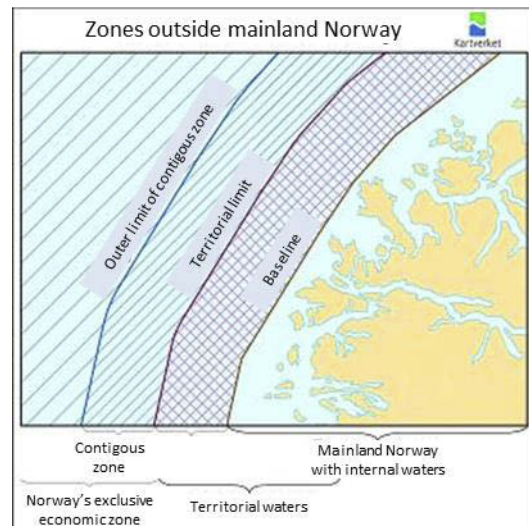 Zones outside mainland Norway
Kartverket
Outer limit of contigous zone
Territorial limit
Baseline
Contigous
zone
Mainland Norway
with internal waters
Norway's exclusive
economic zone
Territorial waters